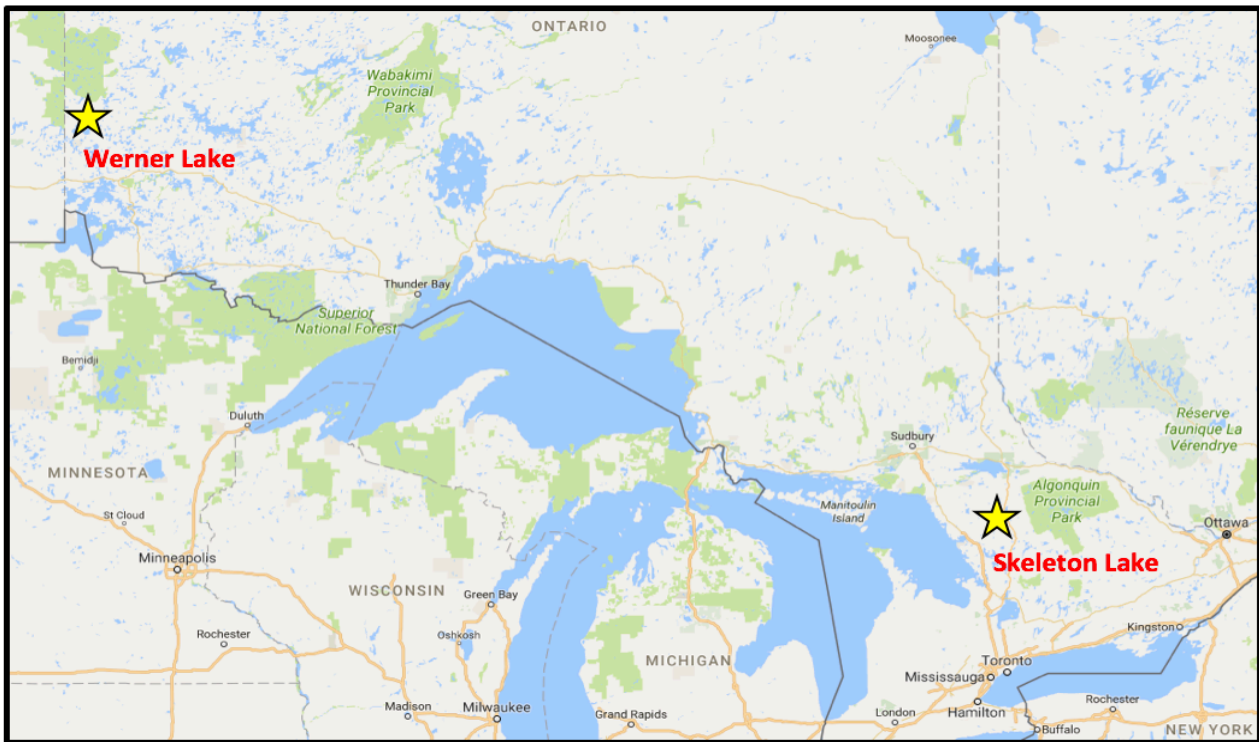 ONTARIO
Moosonee
Wabakimi
Provincial
Park
Werner Lake
Thunder Bay
Superior
National Forest
Bemidji
Duluth
Réserve
faunique La
Vérendrye
Sudbury
MINNESOTA
Algonquin
Provincial
Park
Manitoulin
Island
St Cloud
Ottawa
Minneapolis
Skeleton Lake
WISCONSIN
Green Bay
Kingston
Rochester
Oshkosh
MICHIGAN
Toronto
Mississauga
Madison
Milwaukee
Grand Rapids
London
Hamilton
Rochester
Buffalo
NEW YORK